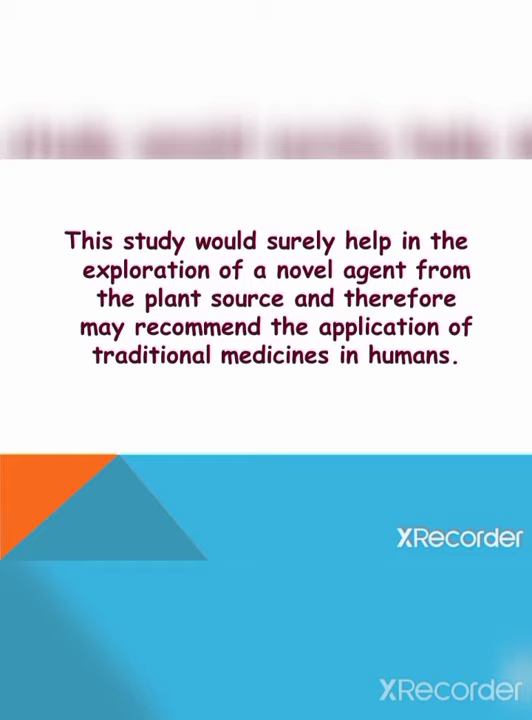 This study would surely help in the
exploration of a novel agent from
the plant source and therefore
may recommend the application of
traditional medicines in humans.
XRecorder
XRecorder